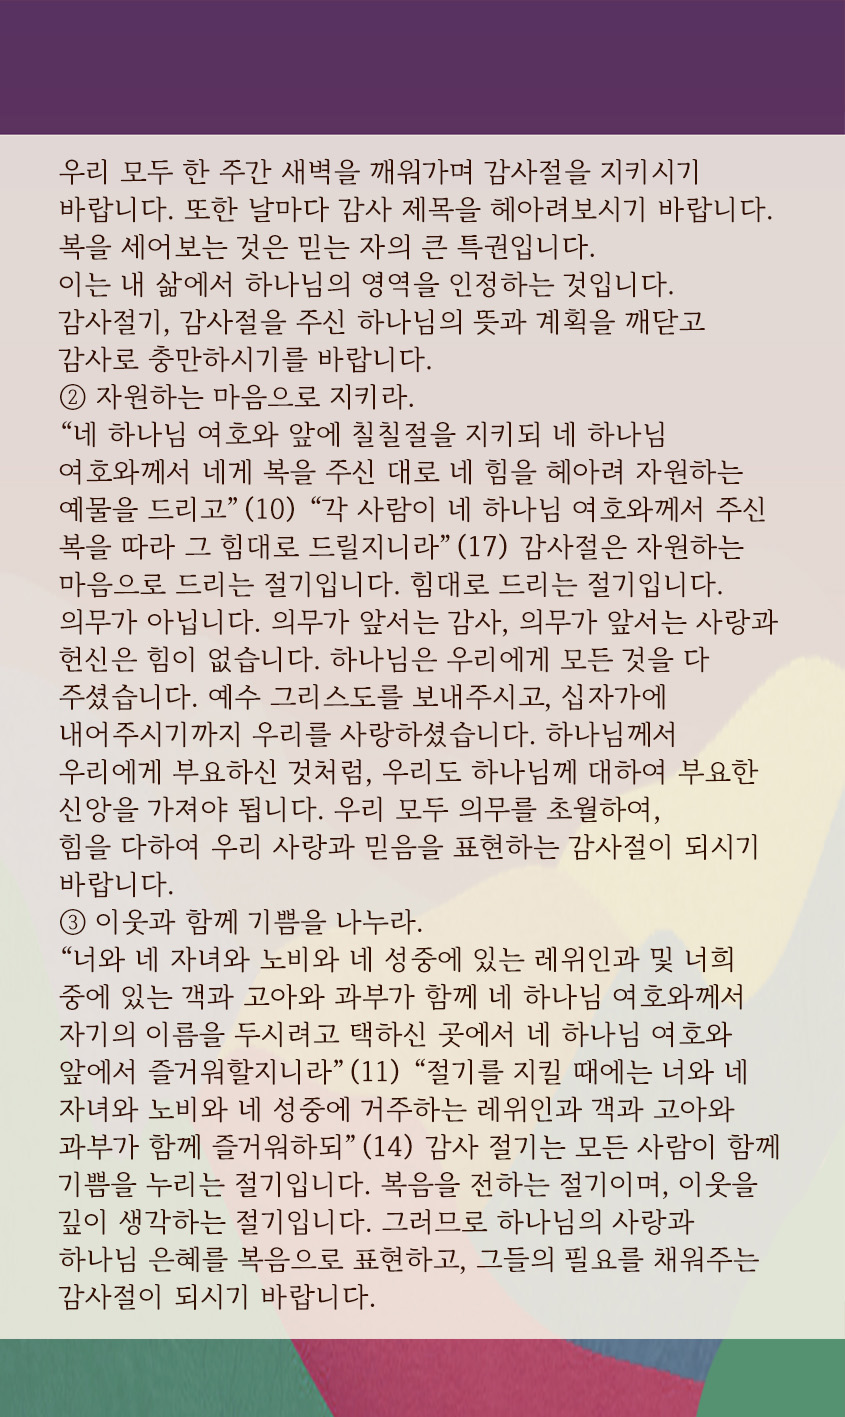 우리 모두 한 주간 새벽을 깨워가며 감사절을 지키시기
바랍니다. 또한 날마다 감사 제목을 헤아려보시기 바랍니다.
복을 세어보는 것은 믿는 자의 큰 특권입니다.
이는 내 삶에서 하나님의 영역을 인정하는 것입니다.
감사절기, 감사절을 주신 하나님의 뜻과 계획을 깨닫고
감사로 충만하시기를 바랍니다.
② 자원하는 마음으로 지키라.
“네 하나님 여호와 앞에 칠칠절을 지키되 네 하나님
여호와께서 네게 복을 주신 대로 네 힘을 헤아려 자원하는
예물을 드리고”(10) “각 사람이 네 하나님 여호와께서 주신
복을 따라 그 힘대로 드릴지니라”(17) 감사절은 자원하는
마음으로 드리는 절기입니다. 힘대로 드리는 절기입니다.
의무가 아닙니다. 의무가 앞서는 감사, 의무가 앞서는 사랑과
헌신은 힘이 없습니다. 하나님은 우리에게 모든 것을 다
주셨습니다. 예수 그리스도를 보내주시고, 십자가에
내어주시기까지 우리를 사랑하셨습니다. 하나님께서
우리에게 부요하신 것처럼, 우리도 하나님께 대하여 부요한
신앙을 가져야 됩니다. 우리 모두 의무를 초월하여,
힘을 다하여 우리 사랑과 믿음을 표현하는 감사절이 되시기
바랍니다.
③ 이웃과 함께 기쁨을 나누라.
“너와 네 자녀와 노비와 네 성중에 있는 레위인과 및 너희
중에 있는 객과 고아와 과부가 함께 네 하나님 여호와께서
자기의 이름을 두시려고 택하신 곳에서 네 하나님 여호와
앞에서 즐거워할지니라”(11) “절기를 지킬 때에는 너와 네
자녀와 노비와 네 성중에 거주하는 레위인과 객과 고아와
과부가 함께 즐거워하되”(14) 감사 절기는 모든 사람이 함께
기쁨을 누리는 절기입니다. 복음을 전하는 절기이며, 이웃을
깊이 생각하는 절기입니다. 그러므로 하나님의 사랑과
하나님 은혜를 복음으로 표현하고, 그들의 필요를 채워주는
감사절이 되시기 바랍니다.